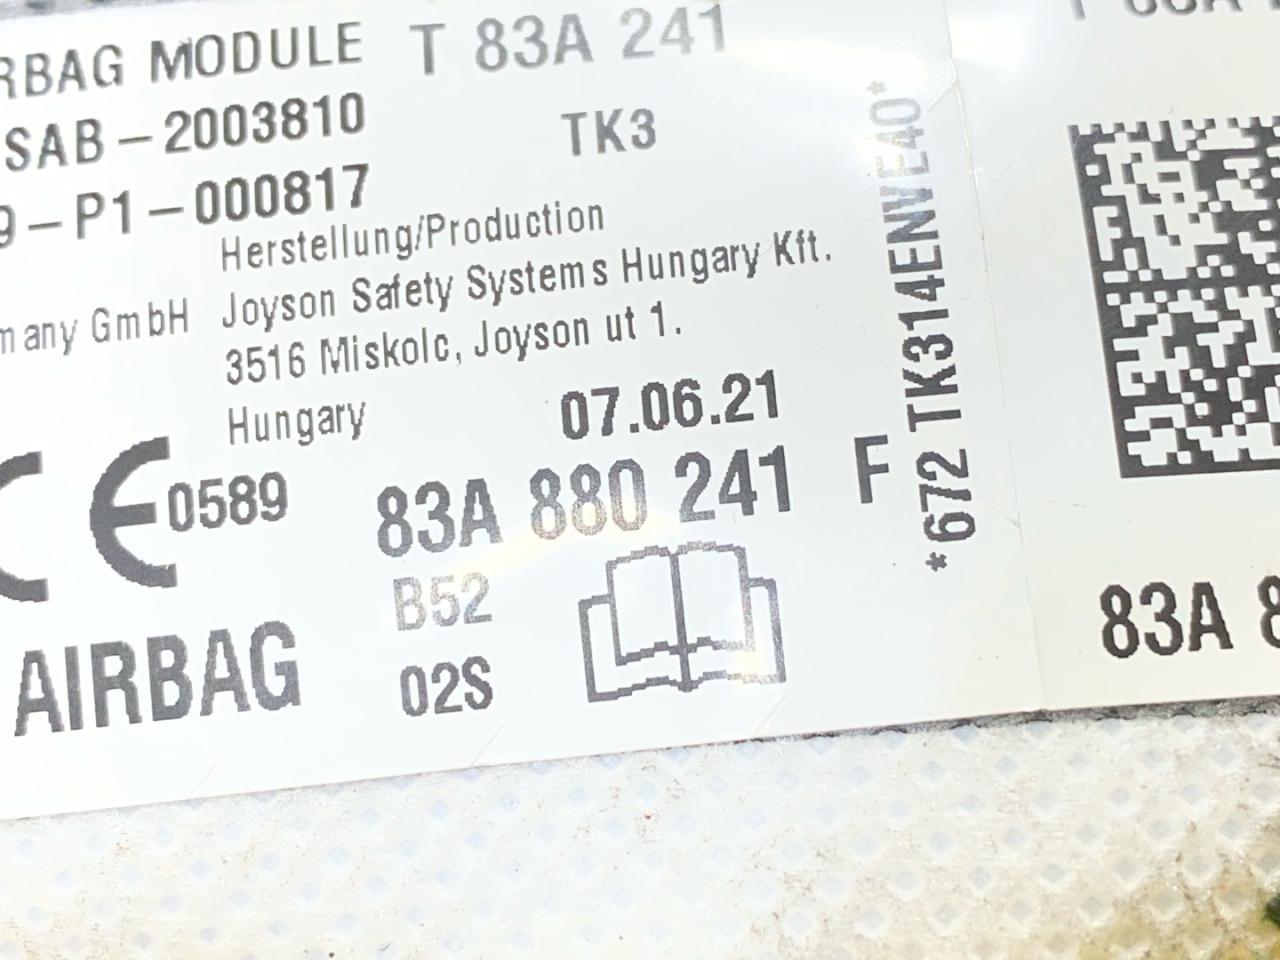 RBAG MODULE T 83A 241
SAB-2003810
TK3
9-P1-000817
Herstellung/Production
many GmbH Joyson Safety Systems Hungary Kft.
3516 Miskolc, Joyson ut 1.
Hungary
07.06.21
CE 0589
83A 880 241 F
B52
02S
AIRBAG
*672 TK314ENVE40*
83A 8